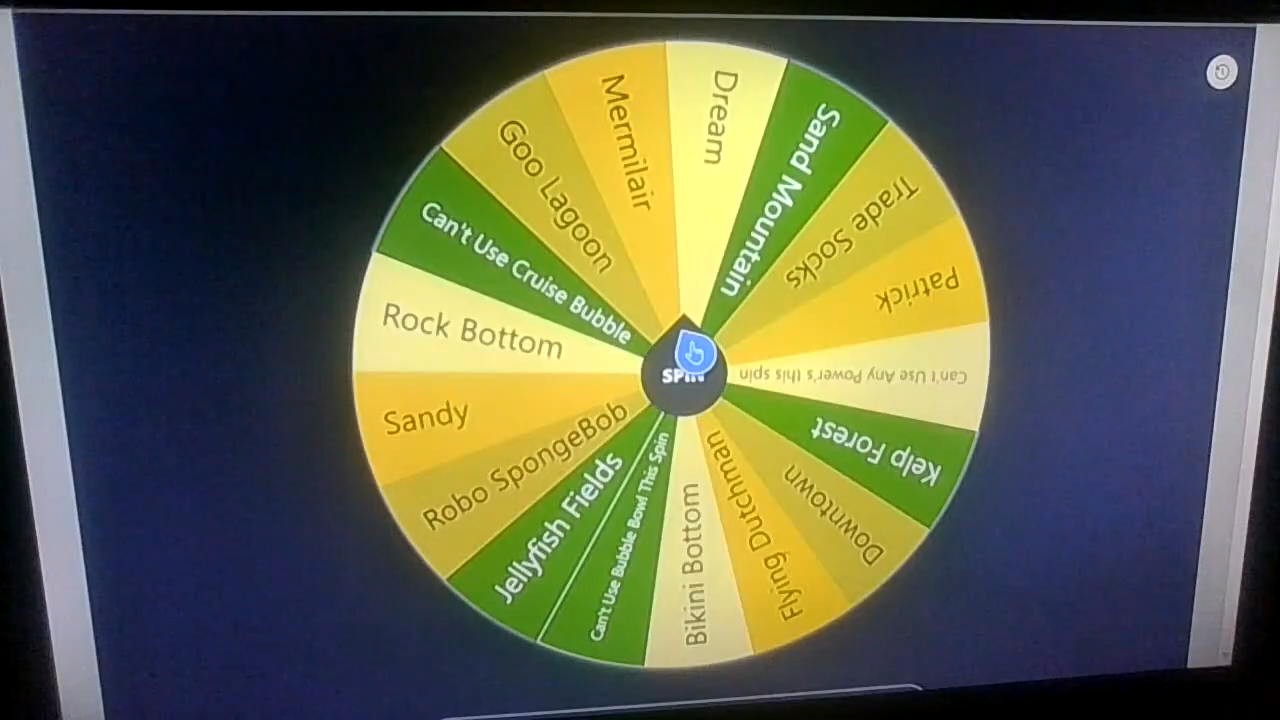 Dream
Sand Mountain
Trade Socks
Patrick
Can't Use Any Power's this spin
Kelp Forest
Downtown
Flying Dutchman
Bikini Bottom
Can't Use Bubble Bowl This Spin
Jellyfish Fields
Robo SpongeBob
Sandy
Rock Bottom
Can't Use Cruise Bubble
Goo Lagoon
Mermilair
SPIN